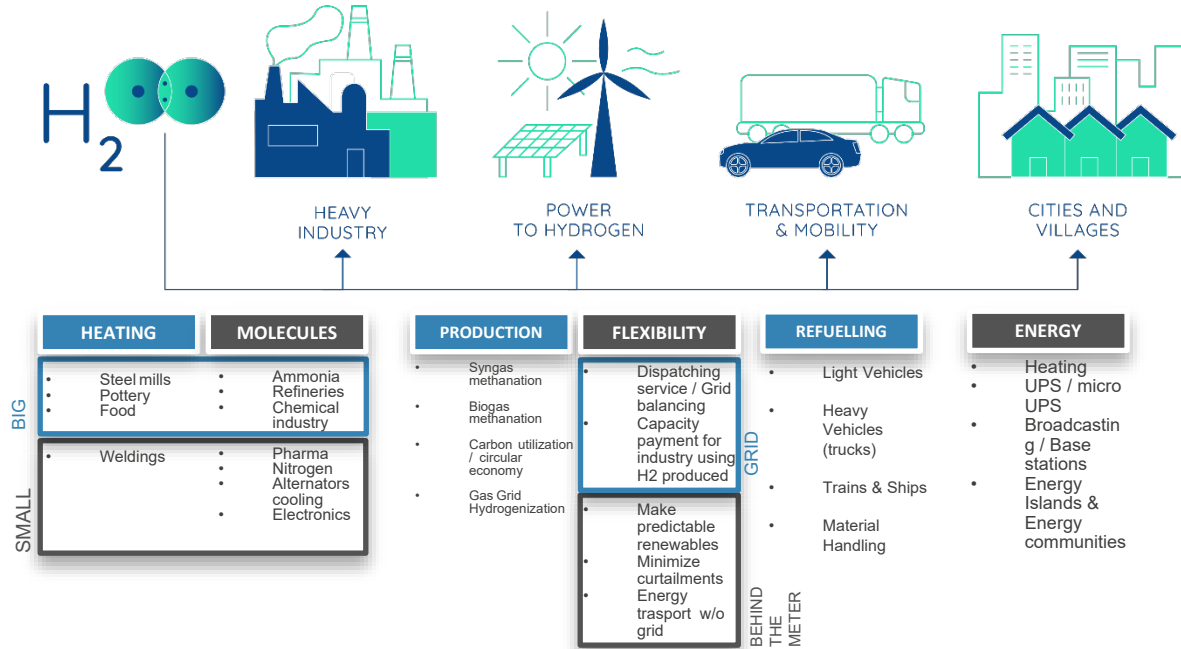 H2
HEAVY
INDUSTRY
POWER
TO HYDROGEN
TRANSPORTATION
& MOBILITY
CITIES AND
VILLAGES
HEATING
MOLECULES
PRODUCTION
FLEXIBILITY
REFUELLING
ENERGY
BIG
• Steel mills
• Pottery
• Food
• Ammonia
• Refineries
• Chemical
industry
SMALL
• Weldings
• Pharma
• Nitrogen
• Alternators
cooling
• Electronics
• Syngas
methanation
• Biogas
methanation
• Carbon utilization
/ circular
economy
• Gas Grid
Hydrogenization
• Dispatching
service / Grid
balancing
• Capacity
payment for
industry using
H2 produced
GRID
• Make
predictable
renewables
• Minimize
curtailments
• Energy
trasport w/o
grid
BEHIND
THE
METER
• Light Vehicles
• Heavy
Vehicles
(trucks)
• Trains & Ships
• Material
Handling
• Heating
• UPS / micro
UPS
• Broadcastin
g / Base
stations
• Energy
Islands &
Energy
communities